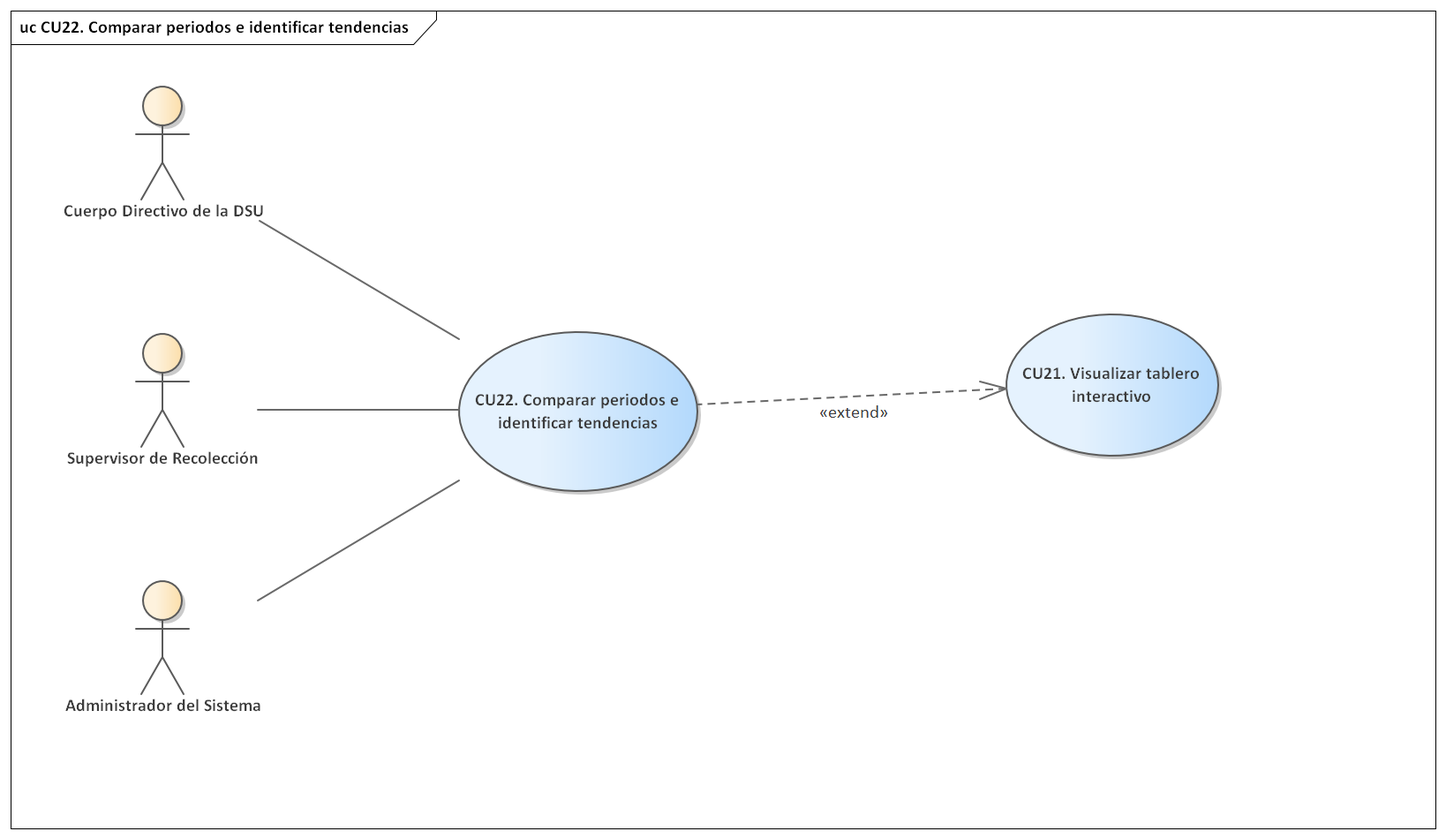 uc CU22. Comparar periodos e identificar tendencias
Cuerpo Directivo de la DSU
Supervisor de Recolección
Administrador del Sistema
CU22. Comparar periodos e
identificar tendencias
«extend»
CU21. Visualizar tablero
interactivo